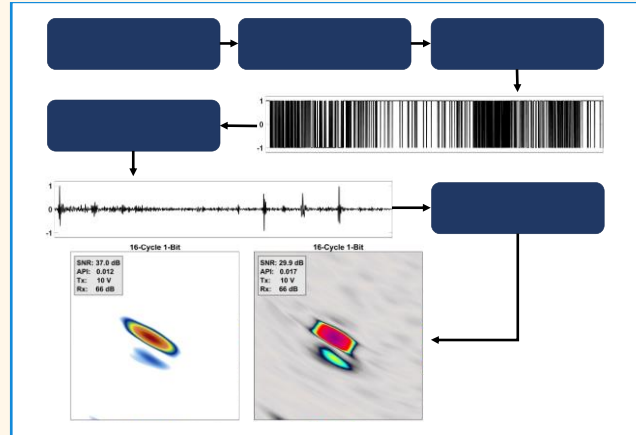 1
0
-1
1
0
-1
16-Cycle 1-Bit
SNR: 37.0 dB
API: 0.012
Tx: 10 V
Rx: 66 dB
16-Cycle 1-Bit
SNR: 29.9 dB
API: 0.017
Tx: 10 V
Rx: 66 dB